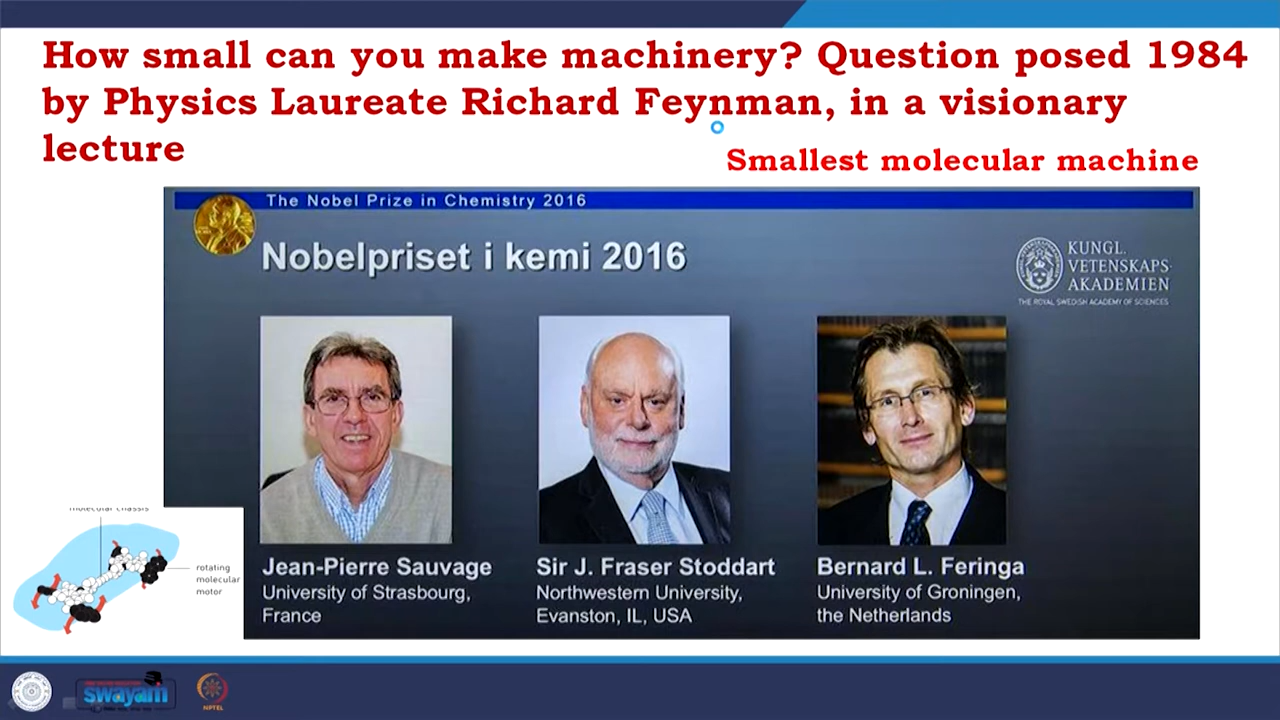 How small can you make machinery? Question posed 1984
by Physics Laureate Richard Feynman, in a visionary
lecture
Smallest molecular machine
The Nobel Prize in Chemistry 2016
Nobelpriset i kemi 2016
KUNGL.
VETENSKAPS-
AKADEMIEN
THE ROYAL SWEDISH ACADEMY OF SCIENCES
Jean-Pierre Sauvage
University of Strasbourg,
France
Sir J. Fraser Stoddart
Northwestern University,
Evanston, IL, USA
Bernard L. Feringa
University of Groningen,
the Netherlands
molecular chassis
rotating
molecular
motor
swayam
NPTEL